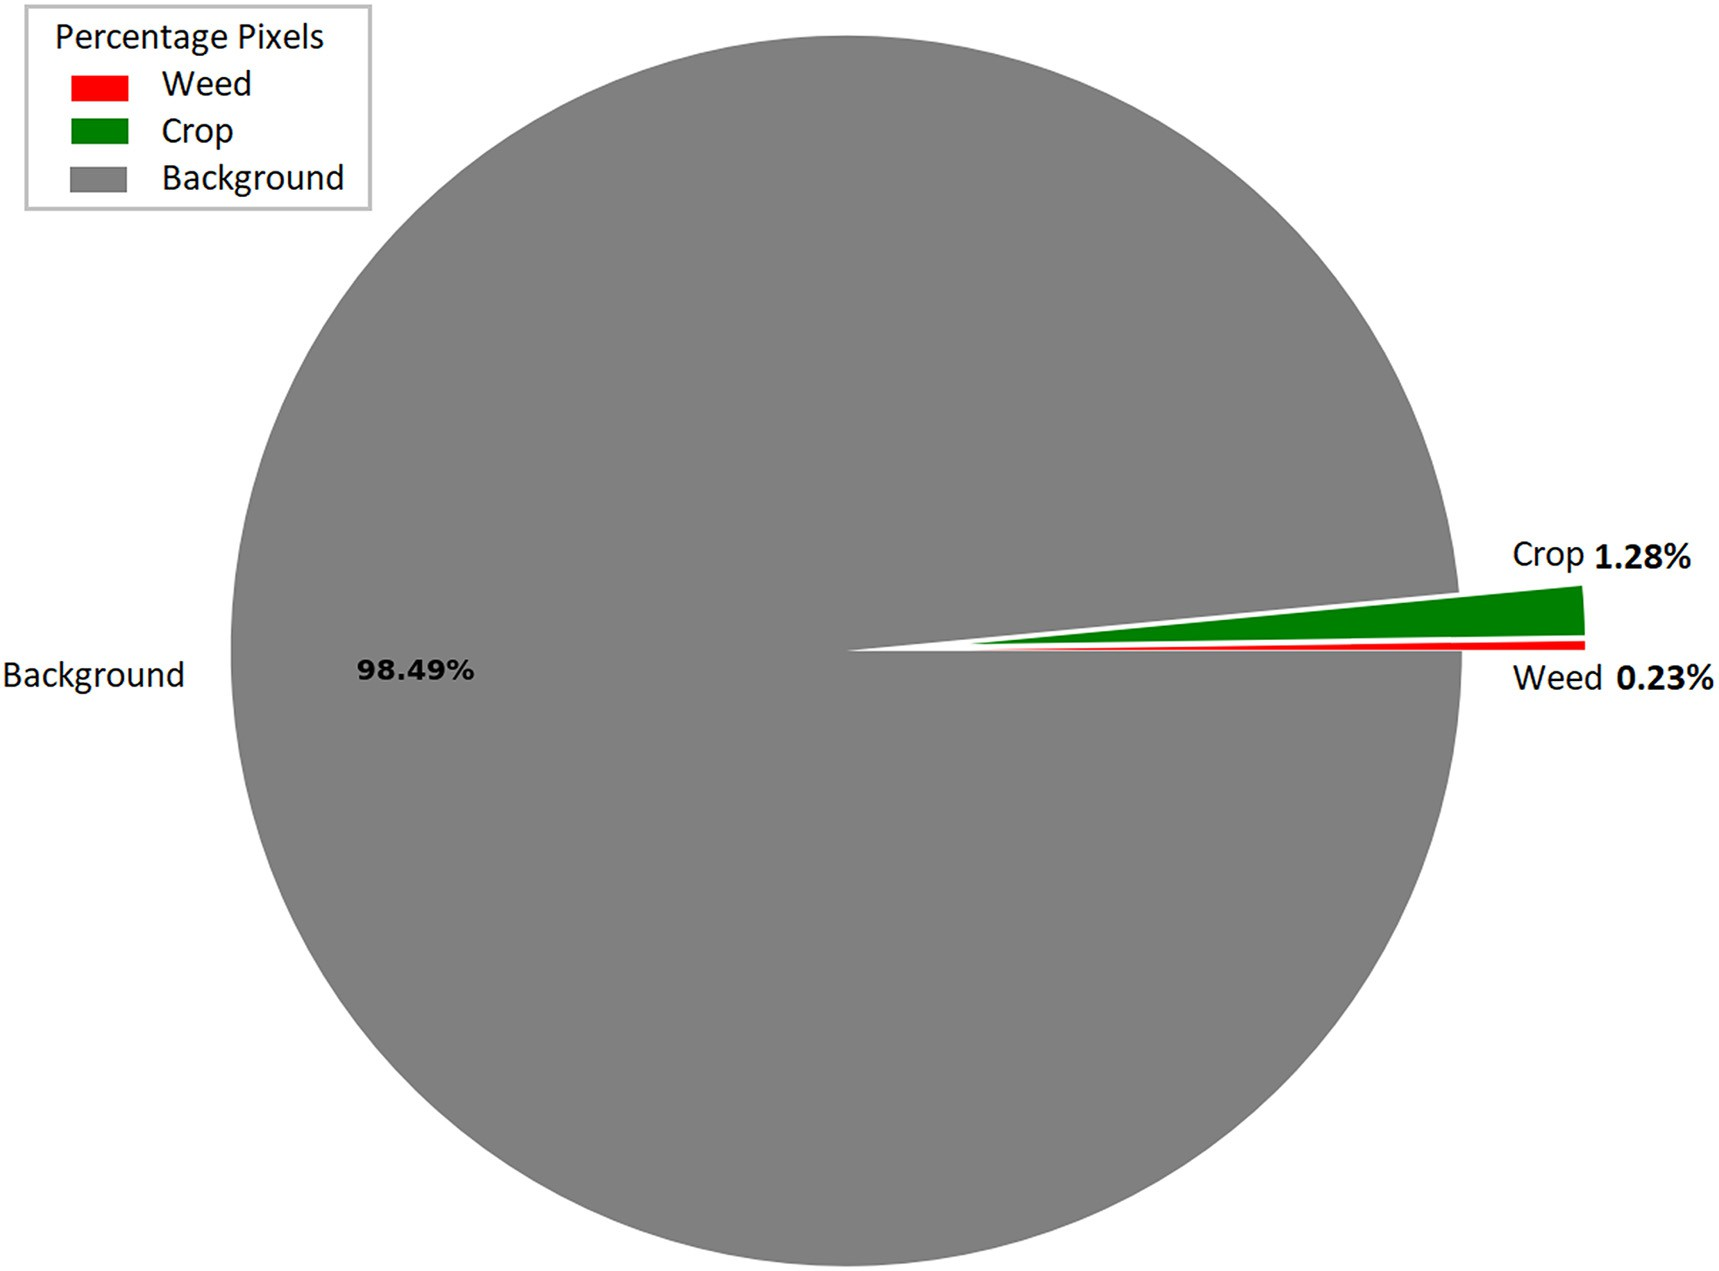 Percentage Pixels
Weed
Crop
Background
Crop 1.28%
Background 98.49%
Weed 0.23%